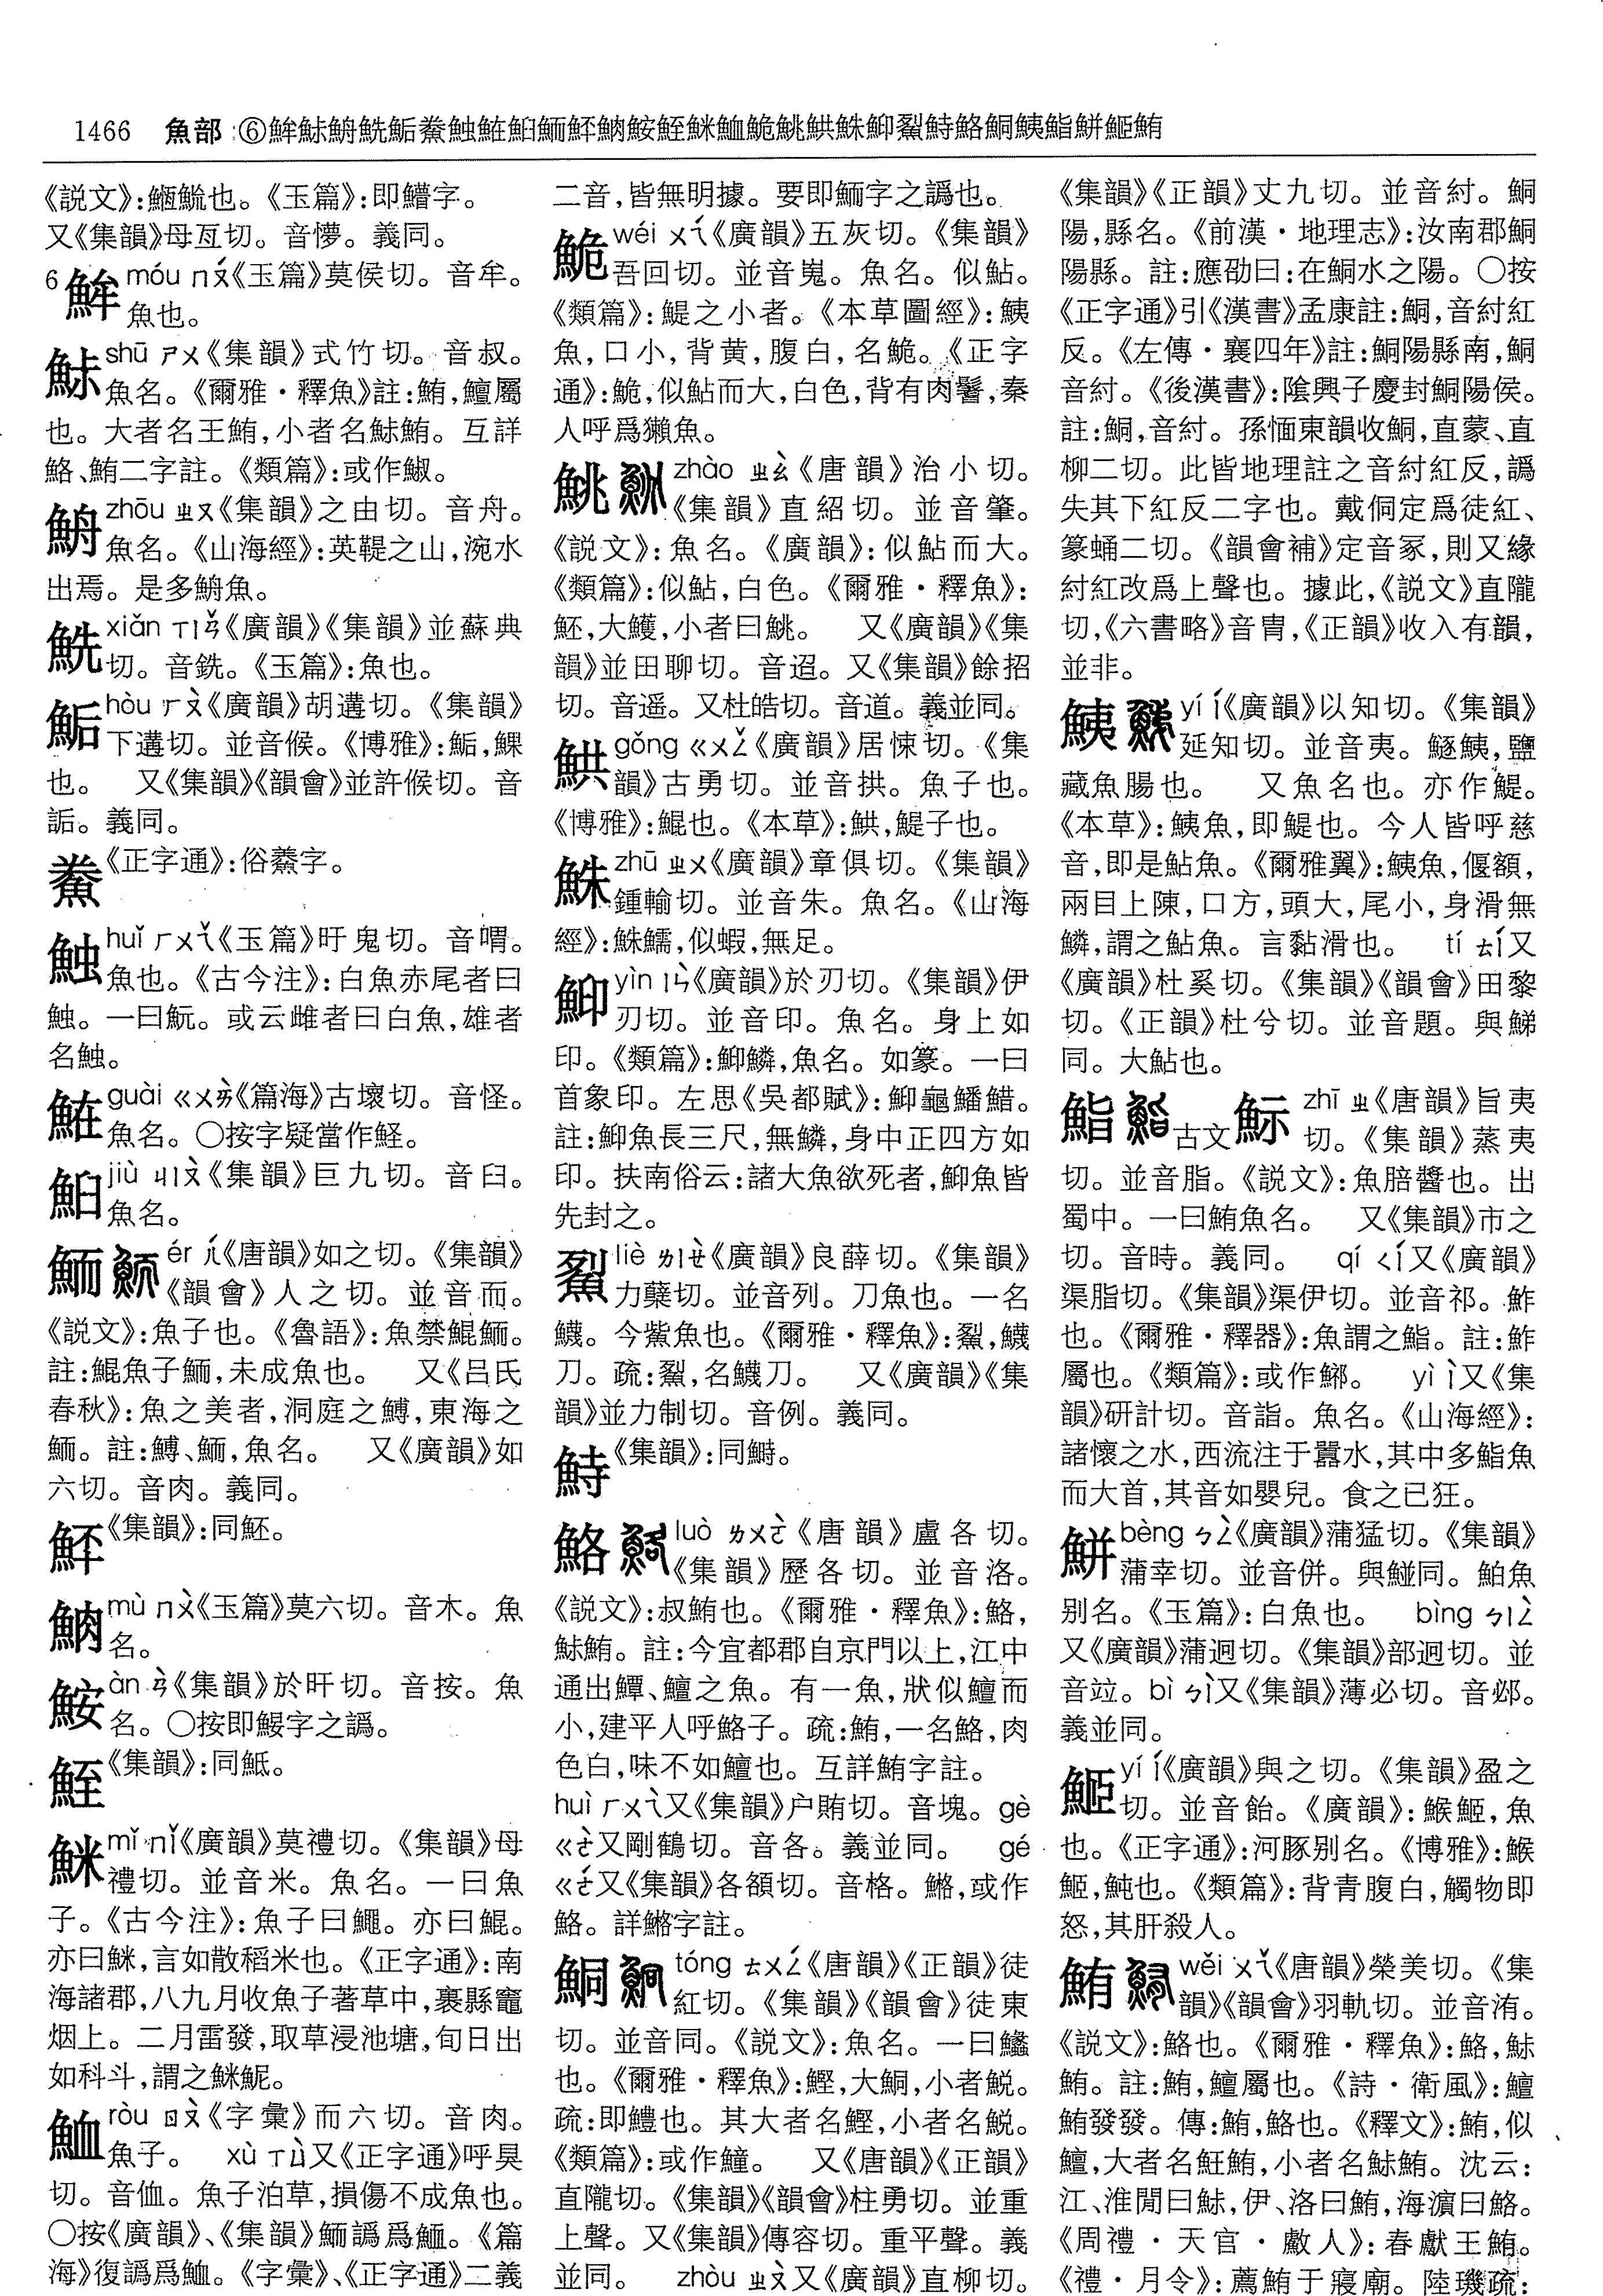 1466 魚部 ⑥鴾鮛鮬鮏鮜鮝鮰鮭鮊鮞魾魶鮟鮏鮇鮰鮠鮡鯕鮢鮣鮤鮥鮦鮧鮨鮩鮔鮪
《説文》:䱍䲛也。《玉篇》:即䲛字。
又《集韻》母亙切。音懜。義同。
6 móu ㄇㄡˊ《玉篇》莫侯切。音牟。
魚也。
鮛 shū ㄕㄨ《集韻》式竹切。音叔。
魚名。《爾雅·釋魚》註:鮪,鱣屬
也。大者名王鮪,小者名鮛鮪。互詳
鮥、鮪二字註。《類篇》:或作䱙。
鮬 zhōu ㄓㄡ《集韻》之由切。音舟。
魚名。《山海經》:英鞮之山,涴水
出焉。是多魚。
xiǎn ㄒㄧㄢˇ《廣韻》《集韻》並蘇典
切。音銑。《玉篇》:魚也。
鮜 hòu ㄏㄡˋ《廣韻》胡遘切。《集韻》
下遘切。並音候。《博雅》:鮜,鯚
也。 又《集韻》《韻會》並許候切。音
詬。義同。
鮝 《正字通》:俗鯗字。
huǐ ㄏㄨㄟˇ《玉篇》吁鬼切。音喟。
魚也。《古今注》:白魚赤尾者曰
。一曰魭。或云雌者曰白魚,雄者
名。
guài ㄍㄨㄞˋ《篇海》古壞切。音怪。
魚名。〇按字疑當作。
jiù ㄐㄧㄡˋ《集韻》巨九切。音臼。
魚名。
鮞 ér ㄦˊ《唐韻》如之切。《集韻》
《韻會》人之切。並音而。
《説文》:魚子也。《魯語》:魚禁鯤鮞。
註:鯤魚子鮞,未成魚也。 又《吕氏
春秋》:魚之美者,洞庭之鱄,東海之
鮞。註:鱄、鮞,魚名。 又《廣韻》如
六切。音肉。義同。
《集韻》:同魾。
mù ㄇㄨˋ《玉篇》莫六切。音木。魚
名。
鮟 àn ㄢˋ《集韻》於旰切。音按。魚
名。〇按即鰋字之譌。
《集韻》:同䱃。
mǐ ㄇㄧˇ《廣韻》莫禮切。《集韻》母
禮切。並音米。魚名。一曰魚
子。《古今注》:魚子曰鱦。亦曰鯤。
亦曰,言如散稻米也。《正字通》:南
海諸郡,八九月收魚子著草中,裹縣竈
烟上。二月雷發,取草浸池塘,旬日出
如科斗,謂之。
ròu ㄖㄡˋ《字彙》而六切。音肉。
魚子。 xù ㄒㄩˋ又《正字通》呼昊
切。音侐。魚子泊草,損傷不成魚也。
〇按《廣韻》、《集韻》鮞譌爲。《篇
海》復譌爲。《字彙》、《正字通》二義
二音,皆無明據。要即鮞字之譌也。
鮠 wéi ㄨㄟˊ《廣韻》五灰切。《集韻》
吾回切。並音嵬。魚名。似鮎。
《類篇》:鯷之小者。《本草圖經》:鮧
魚,口小,背黄,腹白,名鮠。《正字
通》:鮠,似鮎而大,白色,背有肉鬐,秦
人呼爲獺魚。
鮡 zhào ㄓㄠˋ《唐韻》治小切。
《集韻》直紹切。並音肇。
《説文》:魚名。《廣韻》:似鮎而大。
《類篇》:似鮎,白色。《爾雅·釋魚》:
魾,大鱯,小者曰鮡。 又《廣韻》《集
韻》並田聊切。音迢。又《集韻》餘招
切。音遥。又杜皓切。音道。義並同。
gǒng ㄍㄨㄥˇ《廣韻》居悚切。《集
韻》古勇切。並音拱。魚子也。
《博雅》:鯤也。《本草》:,鯷子也。
鮢 zhū ㄓㄨ《廣韻》章俱切。《集韻》
鍾輸切。並音朱。魚名。《山海
經》:鮢鱬,似蝦,無足。
鮣 yìn ㄧㄣˋ《廣韻》於刃切。《集韻》伊
刃切。並音印。魚名。身上如
印。《類篇》:鮣鱗,魚名。如篆。一曰
首象印。左思《吳都賦》:鮣龜鱕䱜。
註:鮣魚長三尺,無鱗,身中正四方如
印。扶南俗云:諸大魚欲死者,鮣魚皆
先封之。
鮤 liè ㄌㄧㄝˋ《廣韻》良薛切。《集韻》
力櫱切。並音列。刀魚也。一名
鱴。今鮆魚也。《爾雅·釋魚》:鮤,鱴
刀。疏:鮤,名鱴刀。 又《廣韻》《集
韻》並力制切。音例。義同。
《集韻》:同鰣。
鮥 luò ㄌㄨㄛˋ《唐韻》盧各切。
《集韻》歷各切。並音洛。
《説文》:叔鮪也。《爾雅·釋魚》:鮥,
鮛鮪。註:今宜都郡自京門以上,江中
通出鱏、鱣之魚。有一魚,狀似鱣而
小,建平人呼鮥子。疏:鮪,一名鮥,肉
色白,味不如鱣也。互詳鮪字註。
huì ㄏㄨㄟˋ又《集韻》户賄切。音塊。gè
ㄍㄜˋ又剛鶴切。音各。義並同。 gé
ㄍㄜˊ又《集韻》各頟切。音格。䱟,或作
鮥。詳䱟字註。
鮦 tóng ㄊㄨㄥˊ《唐韻》《正韻》徒
紅切。《集韻》《韻會》徒東
切。並音同。《説文》:魚名。一曰鱶
也。《爾雅·釋魚》:鰹,大鮦,小者鮵。
疏:即鱧也。其大者名鰹,小者名鮵。
《類篇》:或作鱦。 又《唐韻》《正韻》
直隴切。《集韻》《韻會》柱勇切。並重
上聲。又《集韻》傳容切。重平聲。義
並同。 zhòu ㄓㄡˋ又《廣韻》直柳切。
《集韻》《正韻》丈九切。並音紂。鮦
陽,縣名。《前漢·地理志》:汝南郡鮦
陽縣。註:應劭曰:在鮦水之陽。〇按
《正字通》引《漢書》孟康註:鮦,音紂紅
反。《左傳·襄四年》註:鮦陽縣南,鮦
音紂。《後漢書》:陰興子慶封鮦陽侯。
註:鮦,音紂。孫愐東韻收鮦,直蒙、直
柳二切。此皆地理註之音紂紅反,譌
失其下紅反二字也。戴侗定爲徒紅、
篆蛹二切。《韻會補》定音冢,則又緣
紂紅改爲上聲也。據此,《説文》直隴
切,《六書略》音胄,《正韻》收入有韻,
並非。
鮧 yí ㄧˊ《廣韻》以知切。《集韻》
延知切。並音夷。鱁鮧,鹽
藏魚腸也。 又魚名也。亦作鯷。
《本草》:鮧魚,即鯷也。今人皆呼慈
音,即是鮎魚。《爾雅翼》:鮧魚,偃額,
兩目上陳,口方,頭大,尾小,身滑無
鱗,謂之鮎魚。言黏滑也。 tí ㄊㄧˊ又
《廣韻》杜奚切。《集韻》《韻會》田黎
切。《正韻》杜兮切。並音題。與鮷
同。大鮎也。
鮨 古文 zhī ㄓ《唐韻》旨夷
切。《集韻》蒸夷
切。並音脂。《説文》:魚䐹醬也。出
蜀中。一曰鮪魚名。 又《集韻》市之
切。音時。義同。 qí ㄑㄧˊ又《廣韻》
渠脂切。《集韻》渠伊切。並音祁。鮓
也。《爾雅·釋器》:魚謂之鮨。註:鮓
屬也。《類篇》:或作。 yì ㄧˋ又《集
韻》研計切。音詣。魚名。《山海經》:
諸懷之水,西流注于囂水,其中多鮨魚
而大首,其音如嬰兒。食之已狂。
鮩 bèng ㄅㄥˋ《廣韻》蒲猛切。《集韻》
蒲幸切。並音併。與䱻同。鮊魚
别名。《玉篇》:白魚也。 bìng ㄅㄧㄥˋ
又《廣韻》蒲迥切。《集韻》部迥切。並
音竝。bì ㄅㄧˋ又《集韻》薄必切。音邲。
義並同。
yí ㄧˊ《廣韻》與之切。《集韻》盈之
切。並音飴。《廣韻》:鯸,魚
也。《正字通》:河豚别名。《博雅》:鯸
,魨也。《類篇》:背青腹白,觸物即
怒,其肝殺人。
鮪 wěi ㄨㄟˇ《唐韻》榮美切。《集
韻》《韻會》羽軌切。並音洧。
《説文》:鮥也。《爾雅·釋魚》:鮥,鮛
鮪。註:鮪,鱣屬也。《詩·衛風》:鱣
鮪發發。傳:鮪,鮥也。《釋文》:鮪,似
鱣,大者名䱂鮪,小者名鮛鮪。沈云:
江、淮閒曰鮛,伊、洛曰鮪,海濵曰鮥。
《周禮·天官·㪜人》:春獻王鮪。
《禮·月令》:薦鮪于寢廟。陸璣疏: